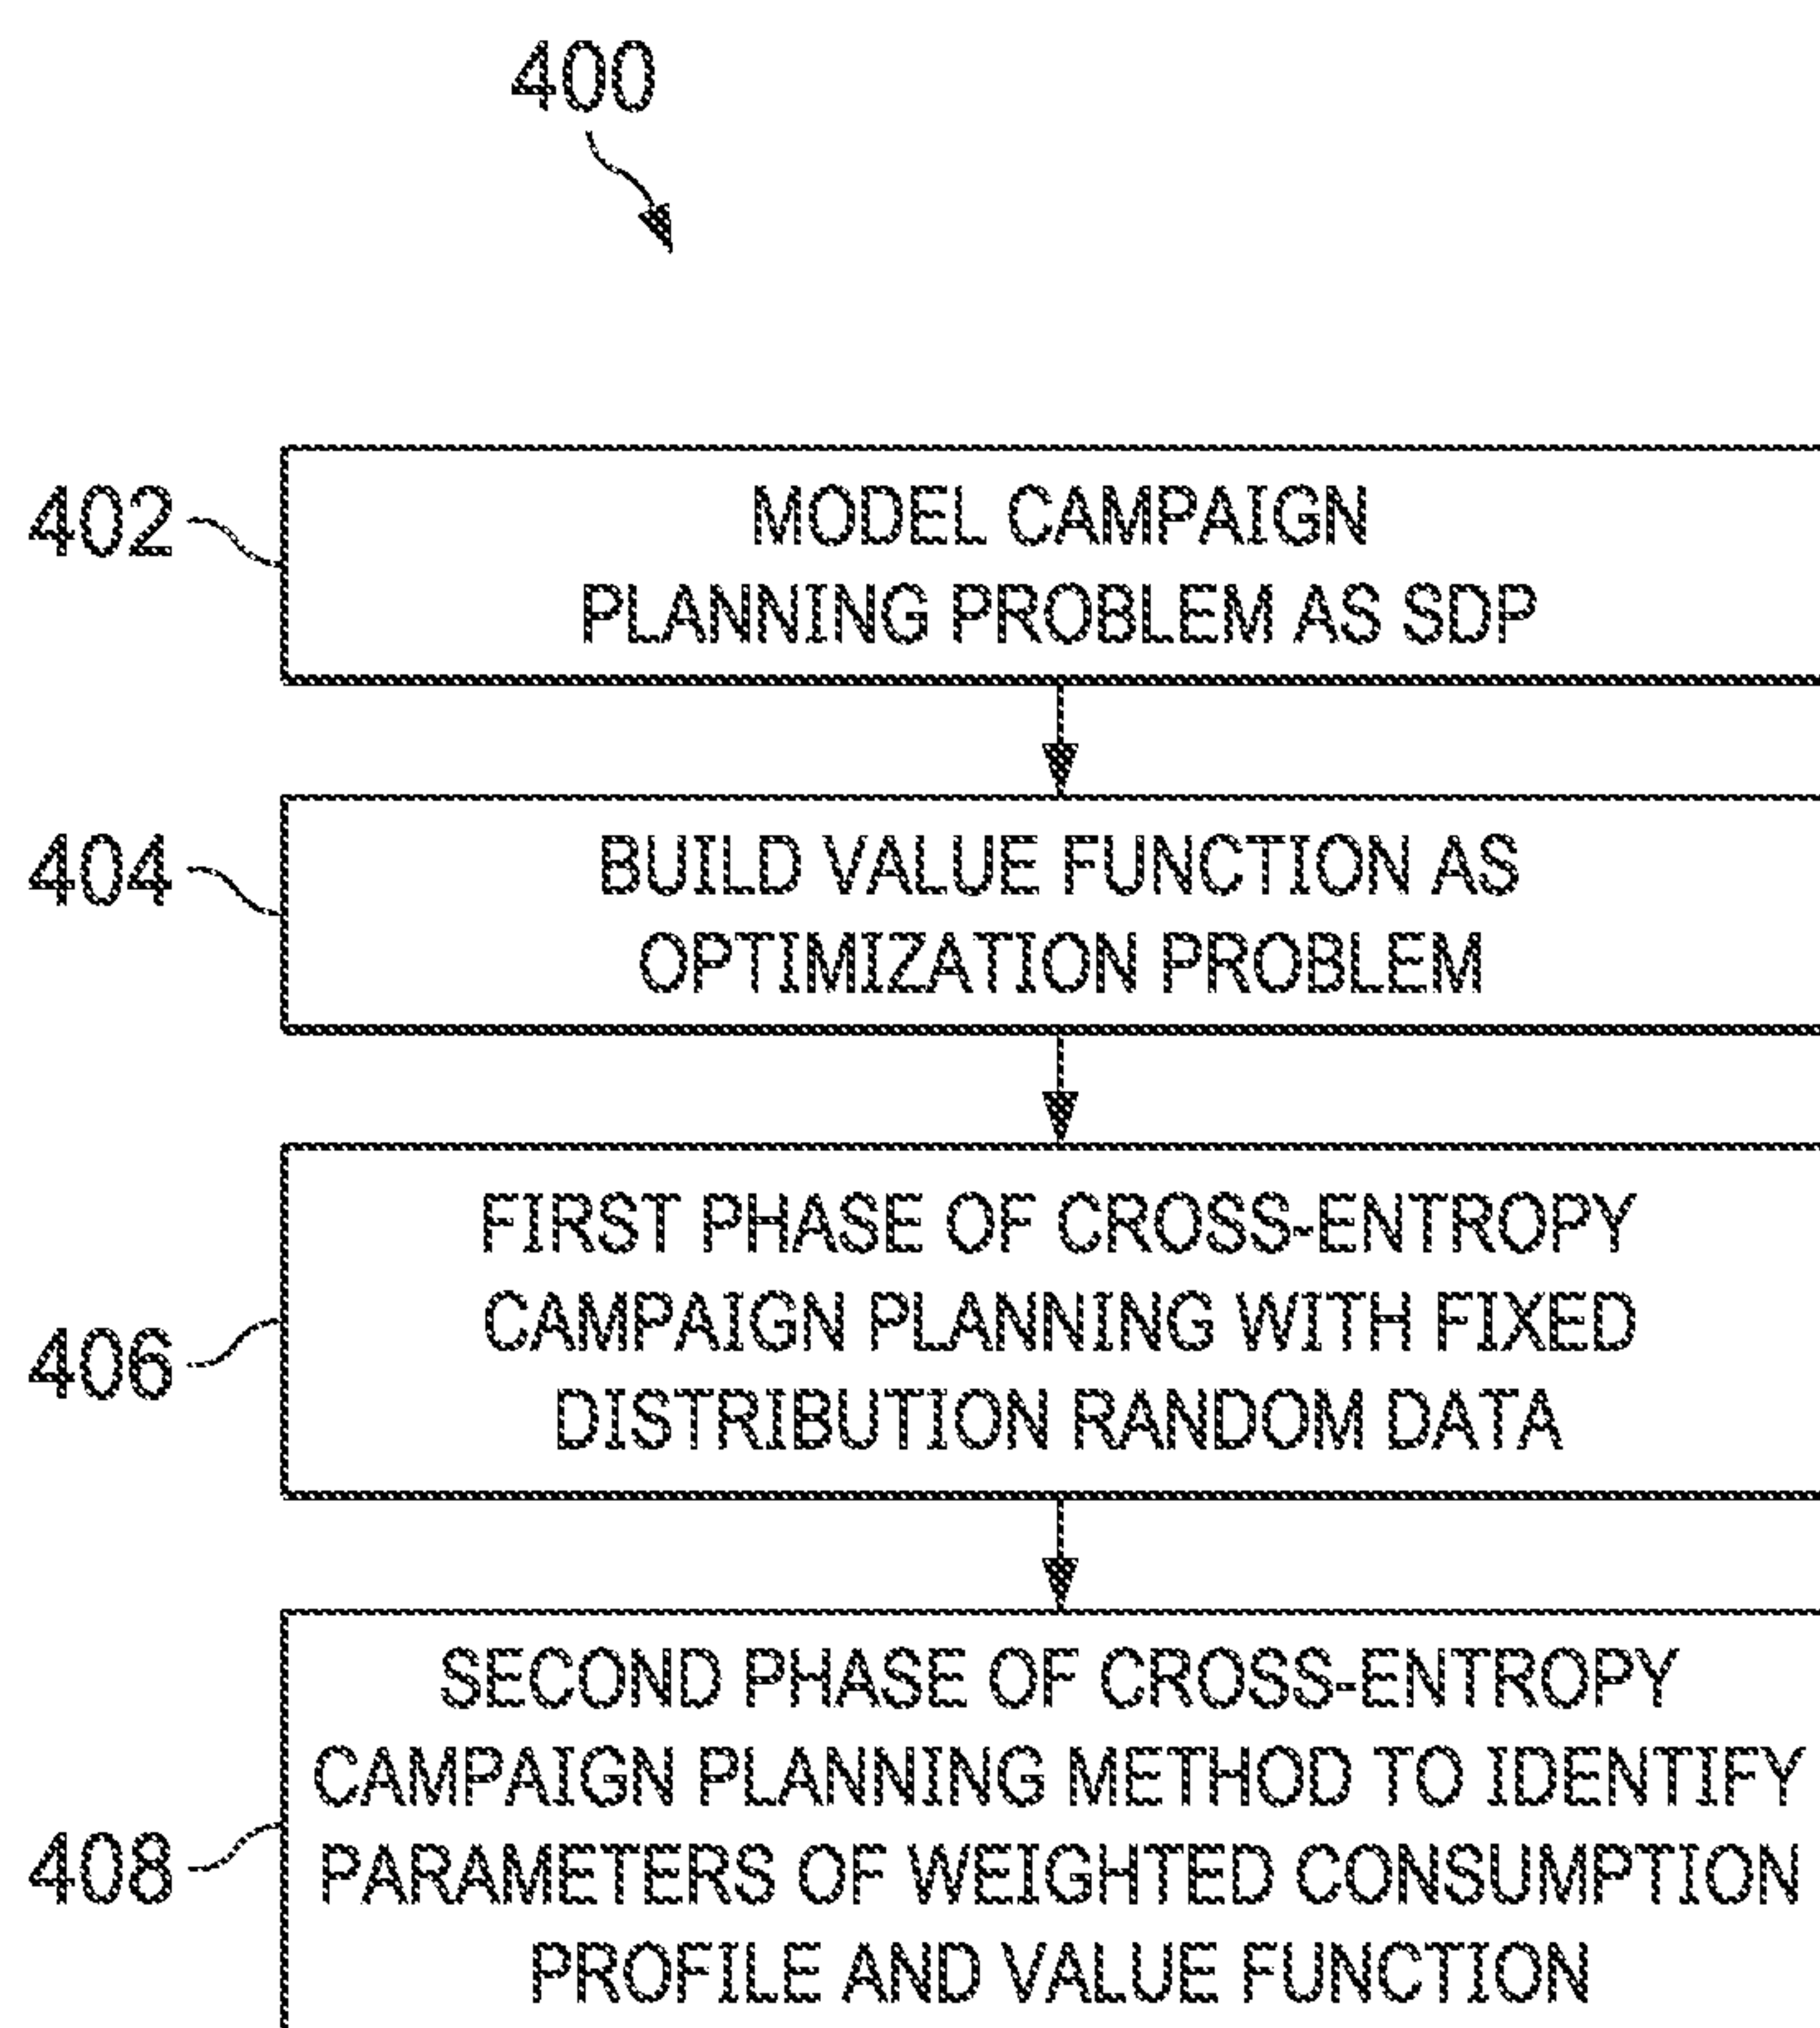 400
402
MODEL CAMPAIGN
PLANNING PROBLEM AS SDP
404
BUILD VALUE FUNCTION AS
OPTIMIZATION PROBLEM
406
FIRST PHASE OF CROSS-ENTROPY
CAMPAIGN PLANNING WITH FIXED
DISTRIBUTION RANDOM DATA
408
SECOND PHASE OF CROSS-ENTROPY
CAMPAIGN PLANNING METHOD TO IDENTIFY
PARAMETERS OF WEIGHTED CONSUMPTION
PROFILE AND VALUE FUNCTION